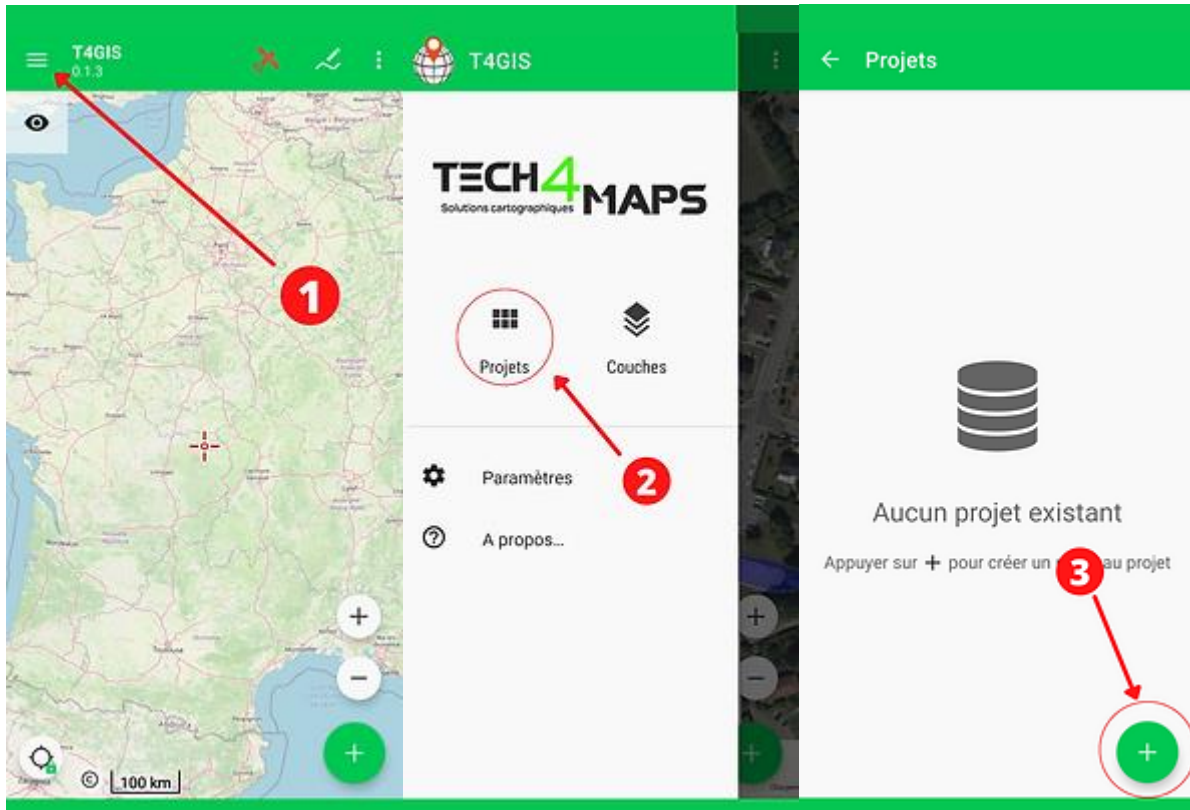 T4GIS
0.1.3
1
100 km
T4GIS
TECH4MAPS
Solutions cartographiques
Projets
Couches
2
Paramètres
A propos...
Projets
Aucun projet existant
Appuyer sur + pour créer un au projet
3